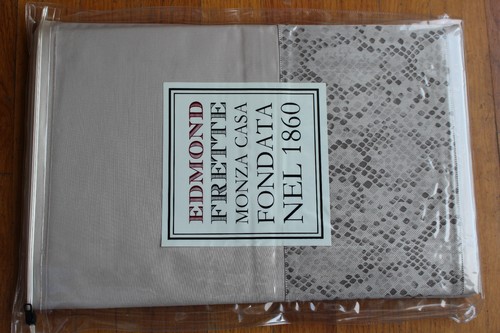 EDMOND
FRETTE
MONZA CASA
FONDATA
NEL 1860